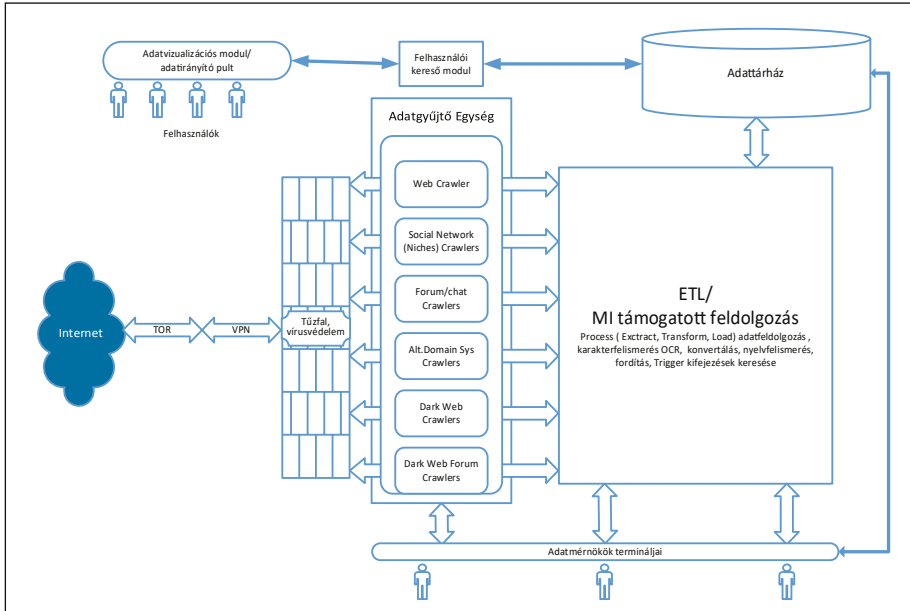 Adatvizualizációs modul/
adatirányító pult
Felhasználók
Felhasználói
kereső modul
Adattárház
Adatgyűjtő Egység
Web Crawler
Social Network
(Niches) Crawlers
Forum/chat
Crawlers
Alt.Domain Sys
Crawlers
Dark Web
Crawlers
Dark Web Forum
Crawlers
Internet
TOR
VPN
Tűzfal,
vírusvédelem
ETL/
MI támogatott feldolgozás
Process ( Exctract, Transform, Load) adatfeldolgozás ,
karakterfelismerés OCR, konvertálás, nyelvfelismerés,
fordítás, Trigger kifejezések keresése
Adatmérnökök termináljai